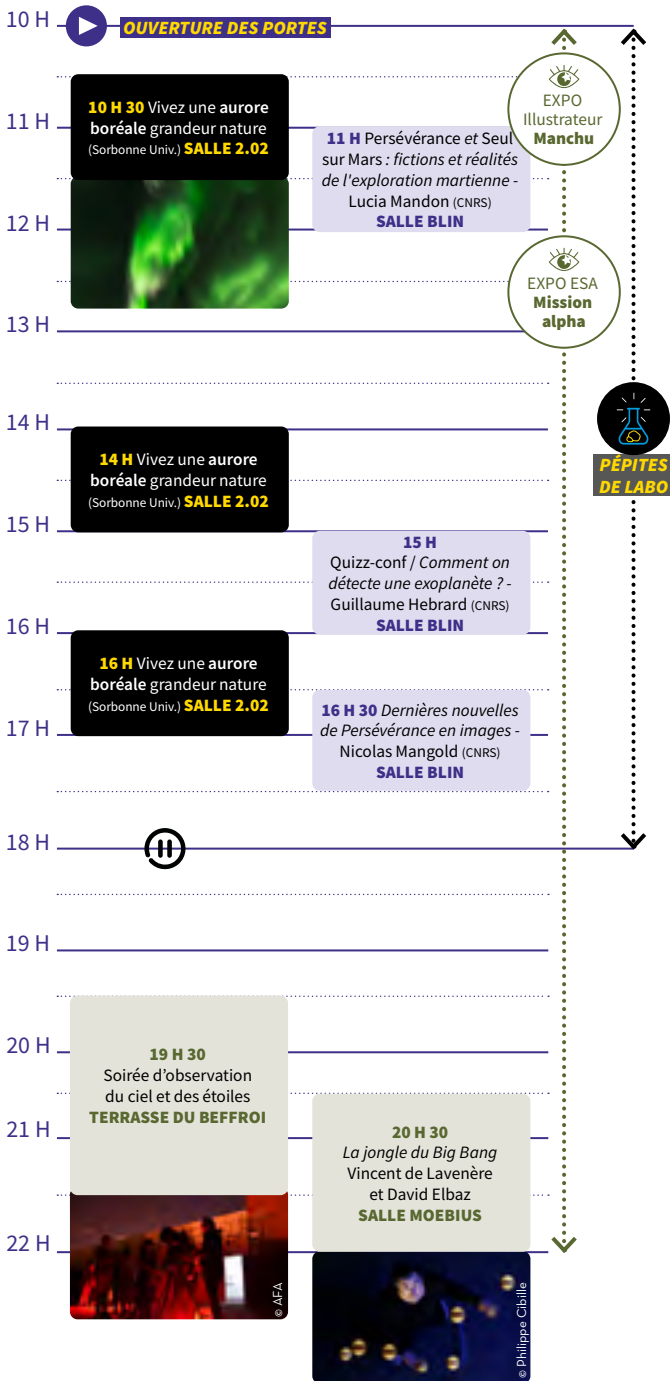 10 H
OUVERTURE DES PORTES
10 H 30 Vivez une aurore
boréale grandeur nature
(Sorbonne Univ.) SALLE 2.02
EXPO
Illustrateur
Manchu
11 H
11 H Persévérance et Seul
sur Mars : fictions et réalités
de l'exploration martienne -
Lucia Mandon (CNRS)
SALLE BLIN
12 H
EXPO ESA
Mission
alpha
13 H
14 H
14 H Vivez une aurore
boréale grandeur nature
(Sorbonne Univ.) SALLE 2.02
PÉPITES
DE LABO
15 H
15 H
Quizz-conf / Comment on
détecte une exoplanète ? -
Guillaume Hebrard (CNRS)
SALLE BLIN
16 H
16 H Vivez une aurore
boréale grandeur nature
(Sorbonne Univ.) SALLE 2.02
16 H 30 Dernières nouvelles
de Persévérance en images -
Nicolas Mangold (CNRS)
SALLE BLIN
17 H
18 H
19 H
20 H
19 H 30
Soirée d’observation
du ciel et des étoiles
TERRASSE DU BEFFROI
21 H
20 H 30
La jongle du Big Bang
Vincent de Lavenère
et David Elbaz
SALLE MOEBIUS
22 H
© AFA
© Philippe Cibille